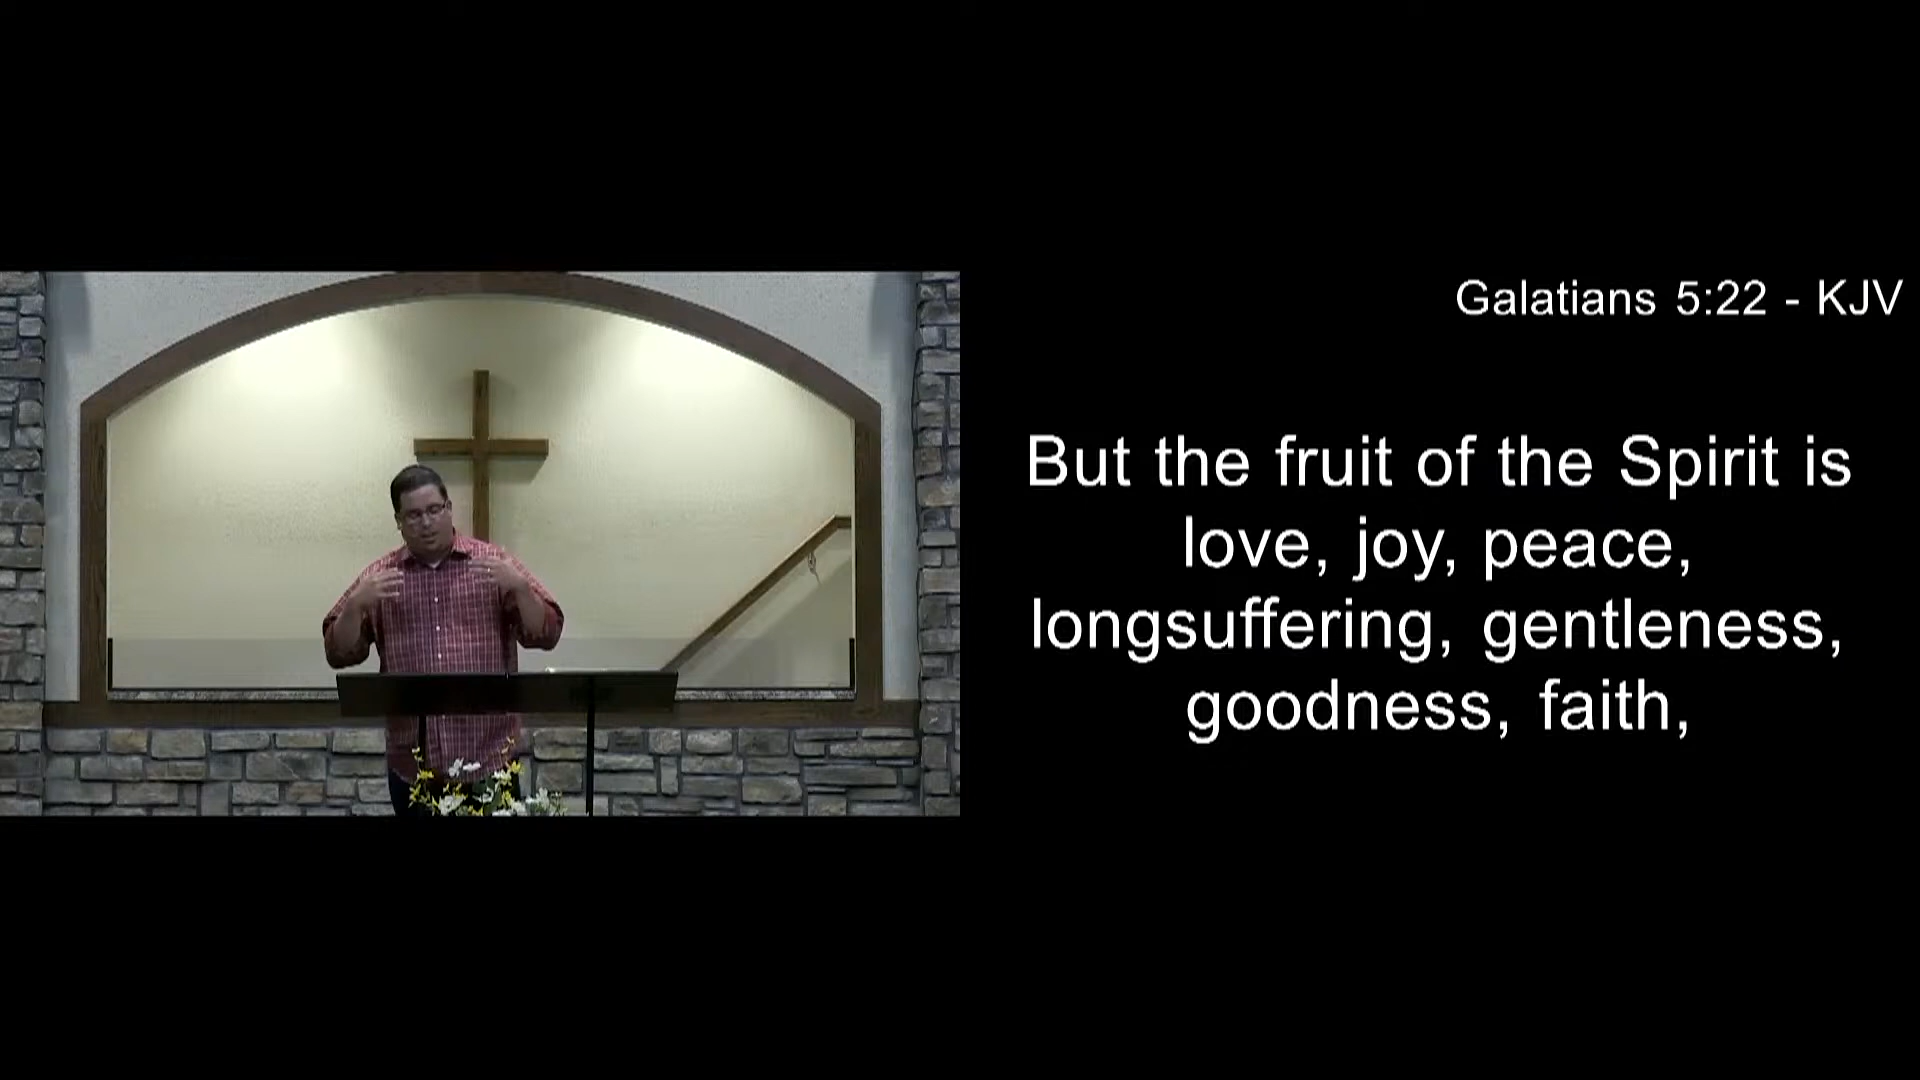 Galatians 5:22 - KJV
But the fruit of the Spirit is
love, joy, peace,
longsuffering, gentleness,
goodness, faith,